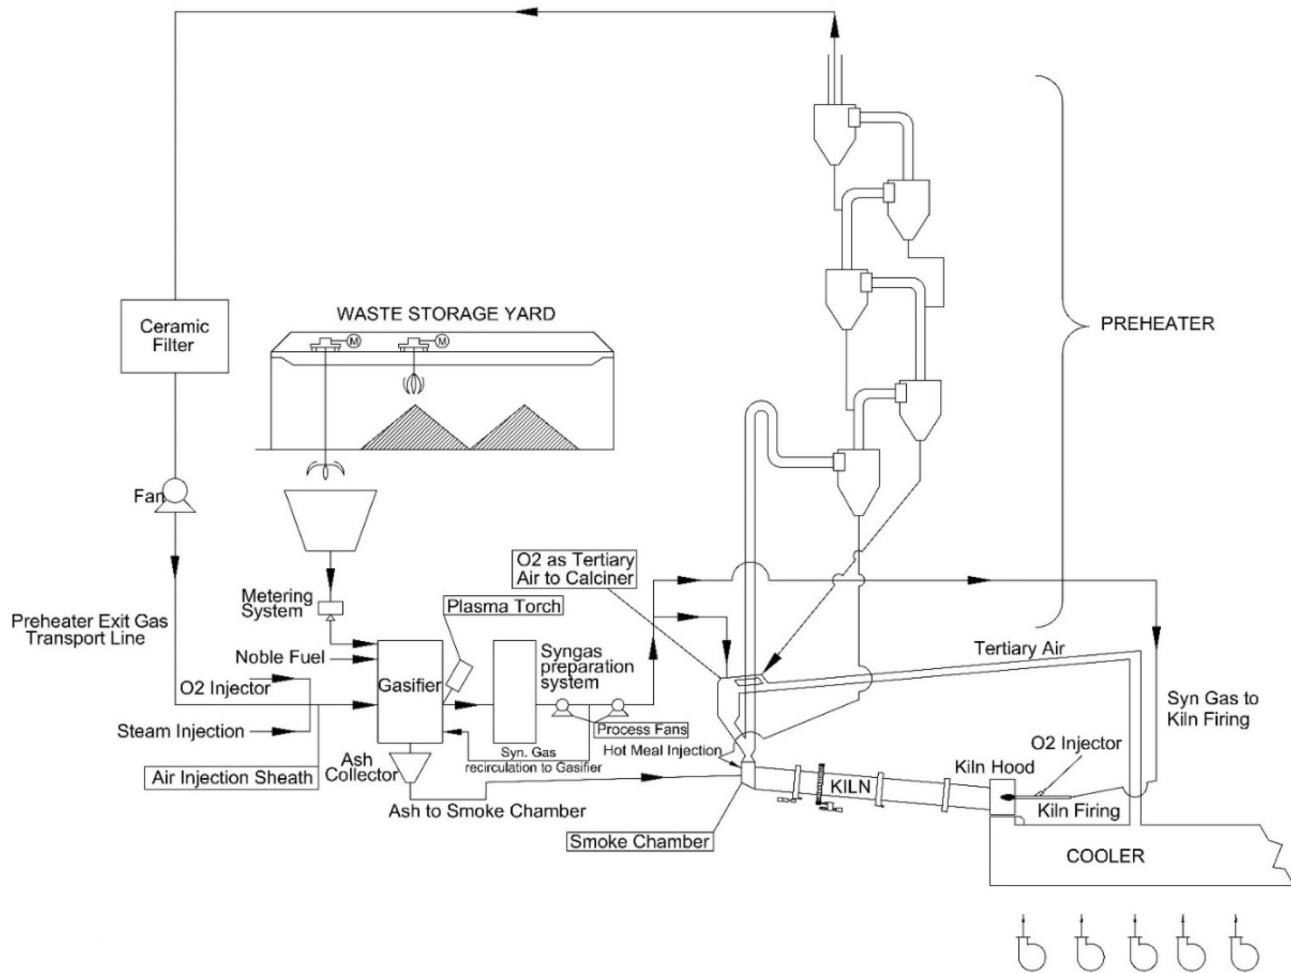 WASTE STORAGE YARD
M
M
Ceramic
Filter
PREHEATER
Fan
O2 as Tertiary
Air to Calciner
Metering
System
Plasma Torch
Preheater Exit Gas
Transport Line
Noble Fuel
O2 Injector
Steam Injection
Gasifier
Syngas
preparation
system
Tertiary Air
Syn Gas to
Kiln Firing
Process Fans
Hot Meal Injection
Syn. Gas
recirculation to Gasifier
Air Injection Sheath
Ash
Collector
Ash to Smoke Chamber
Smoke Chamber
KILN
Kiln Hood
O2 Injector
Kiln Firing
COOLER